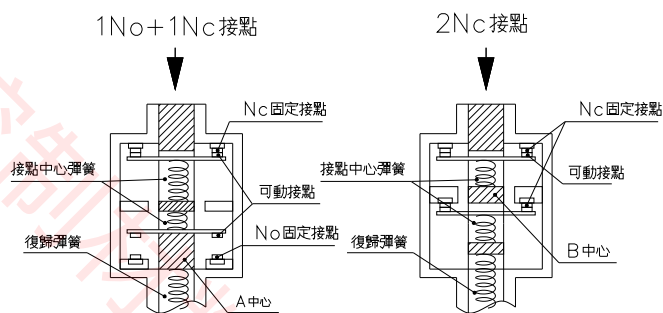 1No+1Nc接點
2Nc接點
Nc固定接點
接點中心彈簧
可動接點
復歸彈簧
No固定接點
A中心
Nc固定接點
接點中心彈簧
可動接點
復歸彈簧
B中心